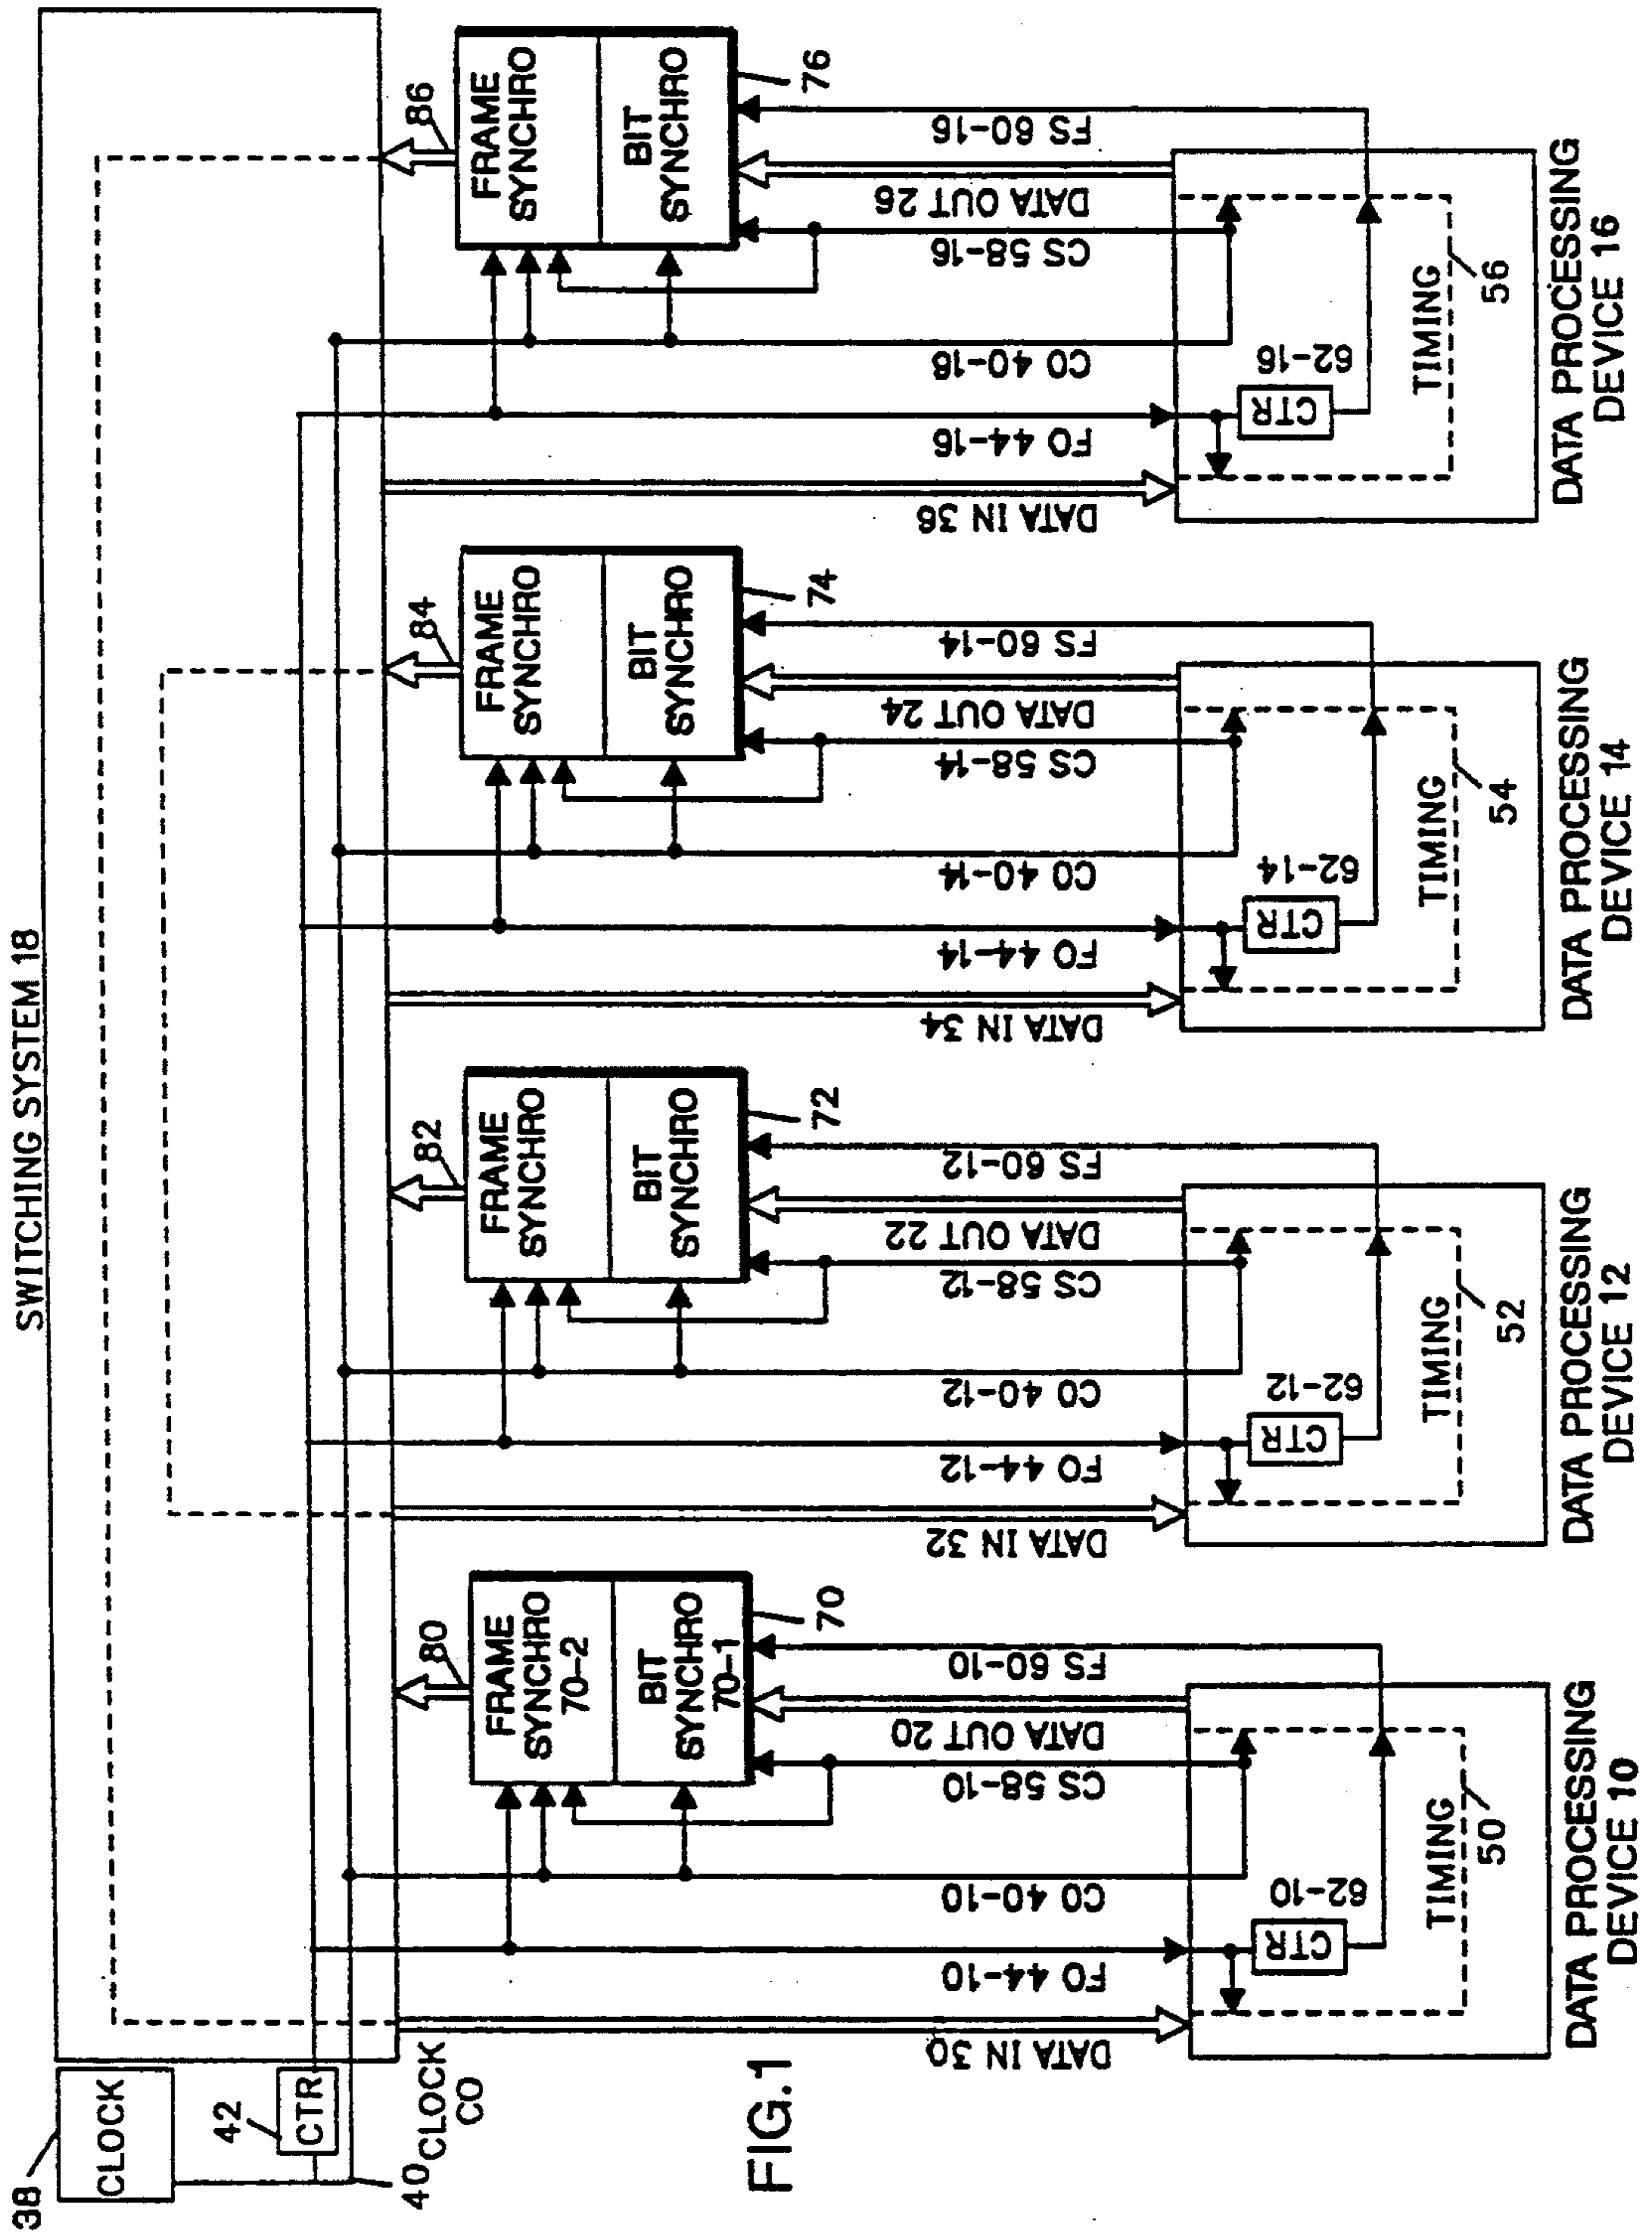 SWITCHING SYSTEM 18
38
CLOCK
42
CTR
40
CLOCK
CO
80
FRAME
SYNCHRO
70-2
BIT
SYNCHRO
70-1
70
DATA IN 30
FO 44-10
CO 40-10
CS 58-10
DATA OUT 20
FS 60-10
CTR
62-10
TIMING
50
DATA PROCESSING
DEVICE 10
82
FRAME
SYNCHRO
BIT
SYNCHRO
72
DATA IN 32
FO 44-12
CO 40-12
CS 58-12
DATA OUT 22
FS 60-12
CTR
62-12
TIMING
52
DATA PROCESSING
DEVICE 12
84
FRAME
SYNCHRO
BIT
SYNCHRO
74
DATA IN 34
FO 44-14
CO 40-14
CS 58-14
DATA OUT 24
FS 60-14
CTR
62-14
TIMING
54
DATA PROCESSING
DEVICE 14
86
FRAME
SYNCHRO
BIT
SYNCHRO
76
DATA IN 36
FO 44-16
CO 40-16
CS 58-16
DATA OUT 26
FS 60-16
CTR
62-16
TIMING
56
DATA PROCESSING
DEVICE 16
FIG.1